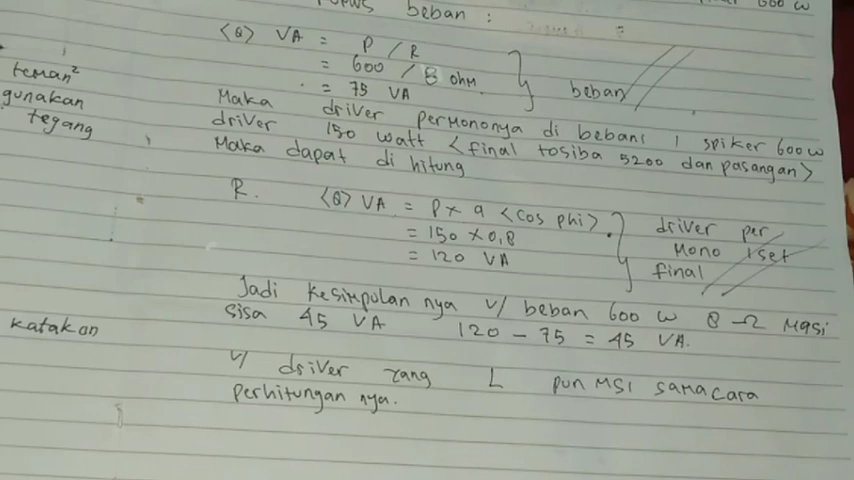 beban :
600 W
<Q> VA = P / R
= 600 / 8 ohm
= 75 VA
beban
teman²
gunakan
tegang
Maka driver permononya di bebani 1 spiker 600 w
driver 150 watt <final tosiba 5200 dan pasangan>
Maka dapat di hitung
R. <Q> VA = P x a <cos phi>.
= 150 x 0,8
= 120 VA
driver per
Mono 1set
final
Jadi kesimpulan nya u/ beban 600 w 8 Ω masi
sisa 45 VA 120 - 75 = 45 VA.
katakan
u/ driver yang L pun MSI sama cara
perhitungan nya.